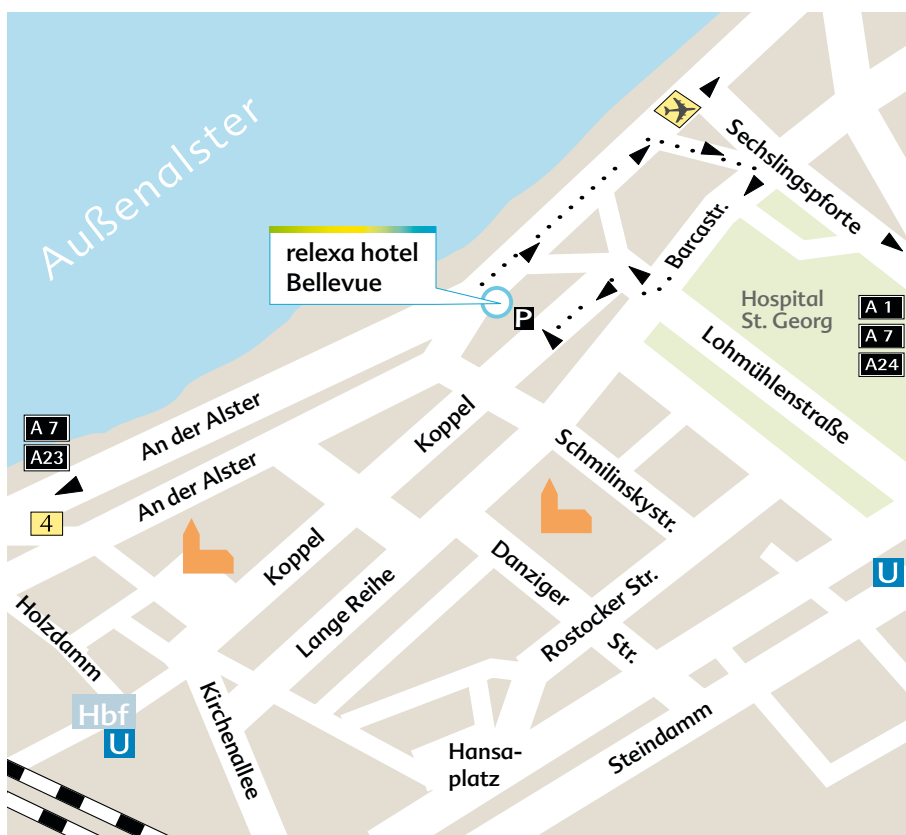 Außenalster
Sechslingspforte
Barcastr.
relexa hotel
Bellevue
P
Hospital
St. Georg
A 1
A 7
A24
Lohmühlenstraße
An der Alster
Koppel
A 7
A23
An der Alster
Schmilinskystr.
4
Koppel
Danziger
Str.
U
Lange Reihe
Rostocker Str.
Holzdamm
Hbf
U
Kirchenallee
Steindamm
Hansa-
platz